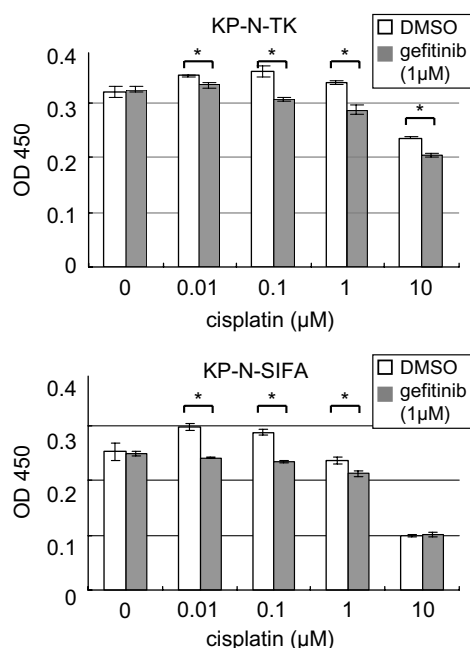 KP-N-TK
DMSO
gefitinib
(1µM)
0.4
0.3
0.2
0.1
0
OD 450
* * * *
0 0.01 0.1 1 10
cisplatin (µM)
KP-N-SIFA
DMSO
gefitinib
(1µM)
0.4
0.3
0.2
0.1
0
OD 450
* * *
0 0.01 0.1 1 10
cisplatin (µM)